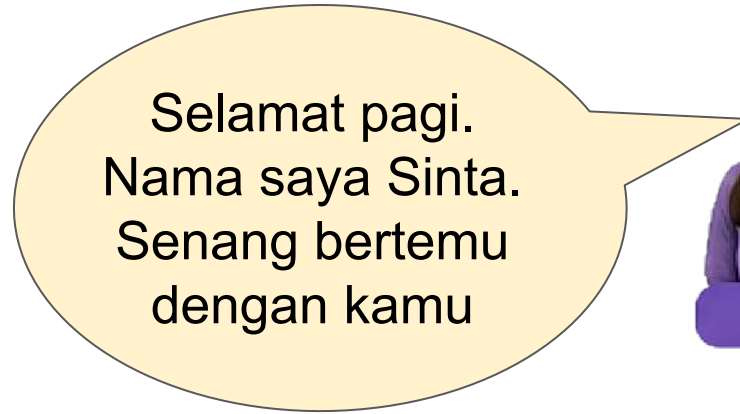 Selamat pagi.
Nama saya Sinta.
Senang bertemu
dengan kamu